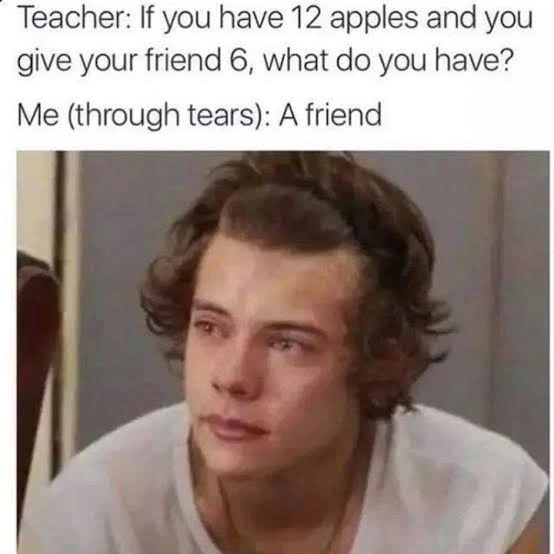 Teacher: If you have 12 apples and you
give your friend 6, what do you have?
Me (through tears): A friend